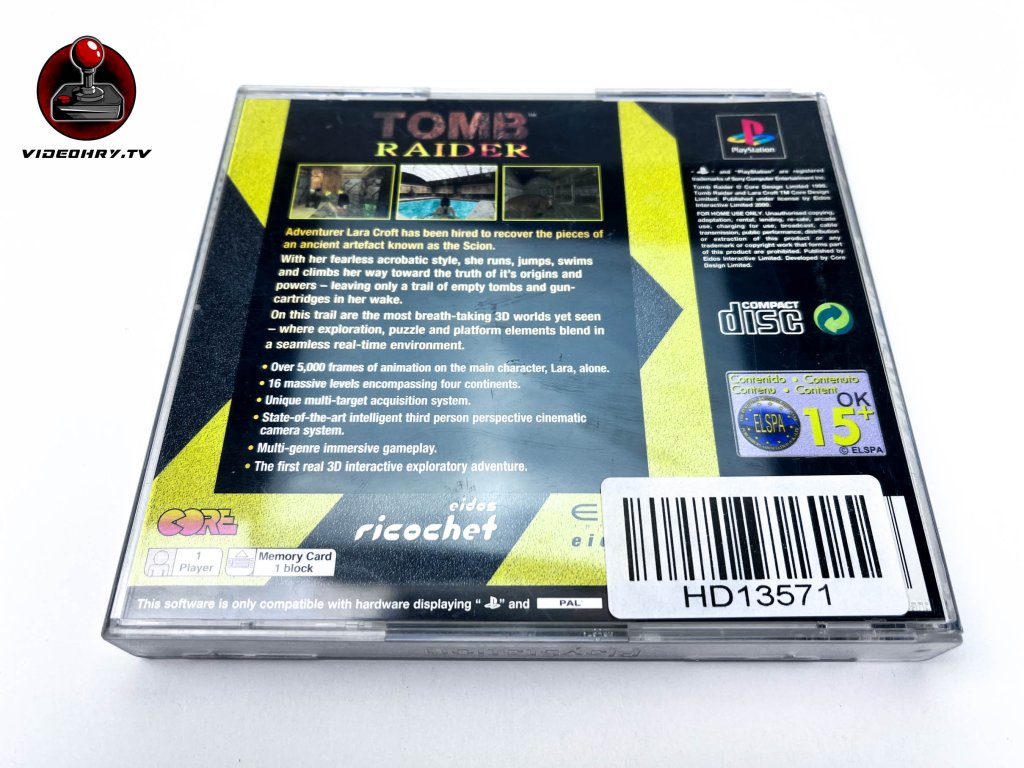 VIDEOHRY.TV
TOMB™
RAIDER
Adventurer Lara Croft has been hired to recover the pieces of
an ancient artefact known as the Scion.
With her fearless acrobatic style, she runs, jumps, swims
and climbs her way toward the truth of it's origins and
powers – leaving only a trail of empty tombs and gun-
cartridges in her wake.
On this trail are the most breath-taking 3D worlds yet seen
– where exploration, puzzle and platform elements blend in
a seamless real-time environment.
• Over 5,000 frames of animation on the main character, Lara, alone.
• 16 massive levels encompassing four continents.
• Unique multi-target acquisition system.
• State-of-the-art intelligent third person perspective cinematic
camera system.
• Multi-genre immersive gameplay.
• The first real 3D interactive exploratory adventure.
PlayStation
" " and "PlayStation" are registered
trademarks of Sony Computer Entertainment Inc.
Tomb Raider © Core Design Limited 1996.
Tomb Raider and Lara Croft TM Core Design
Limited. Published under license by Eidos
Interactive Limited 2000.
FOR HOME USE ONLY. Unauthorised copying,
adaptation, rental, lending, re-sale, arcade
use, charging for use, broadcast, cable
transmission, public performance, distribution
or extraction of this product or any
trademark or copyright work that forms part
of this product are prohibited. Published by
Eidos Interactive Limited. Developed by Core
Design Limited.
COMPACT
disc
Contenido • Contenuto
Contenu • Content
ELSPA
OK
15+
© ELSPA
CORE
eidos
ricochet
E
eid
1
Player
Memory Card
1 block
This software is only compatible with hardware displaying " " and PAL
HD13571
PlayStation